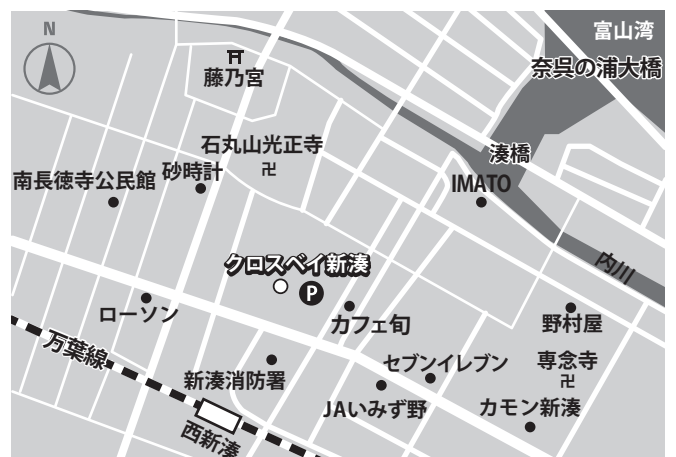 富山湾
N
奈呉の浦大橋
藤乃宮
石丸山光正寺
湊橋
砂時計
南長徳寺公民館
IMATO
クロスベイ新湊
P
内川
ローソン
カフェ旬
野村屋
万葉線
セブンイレブン
専念寺
新湊消防署
JAいみず野
カモン新湊
西新湊